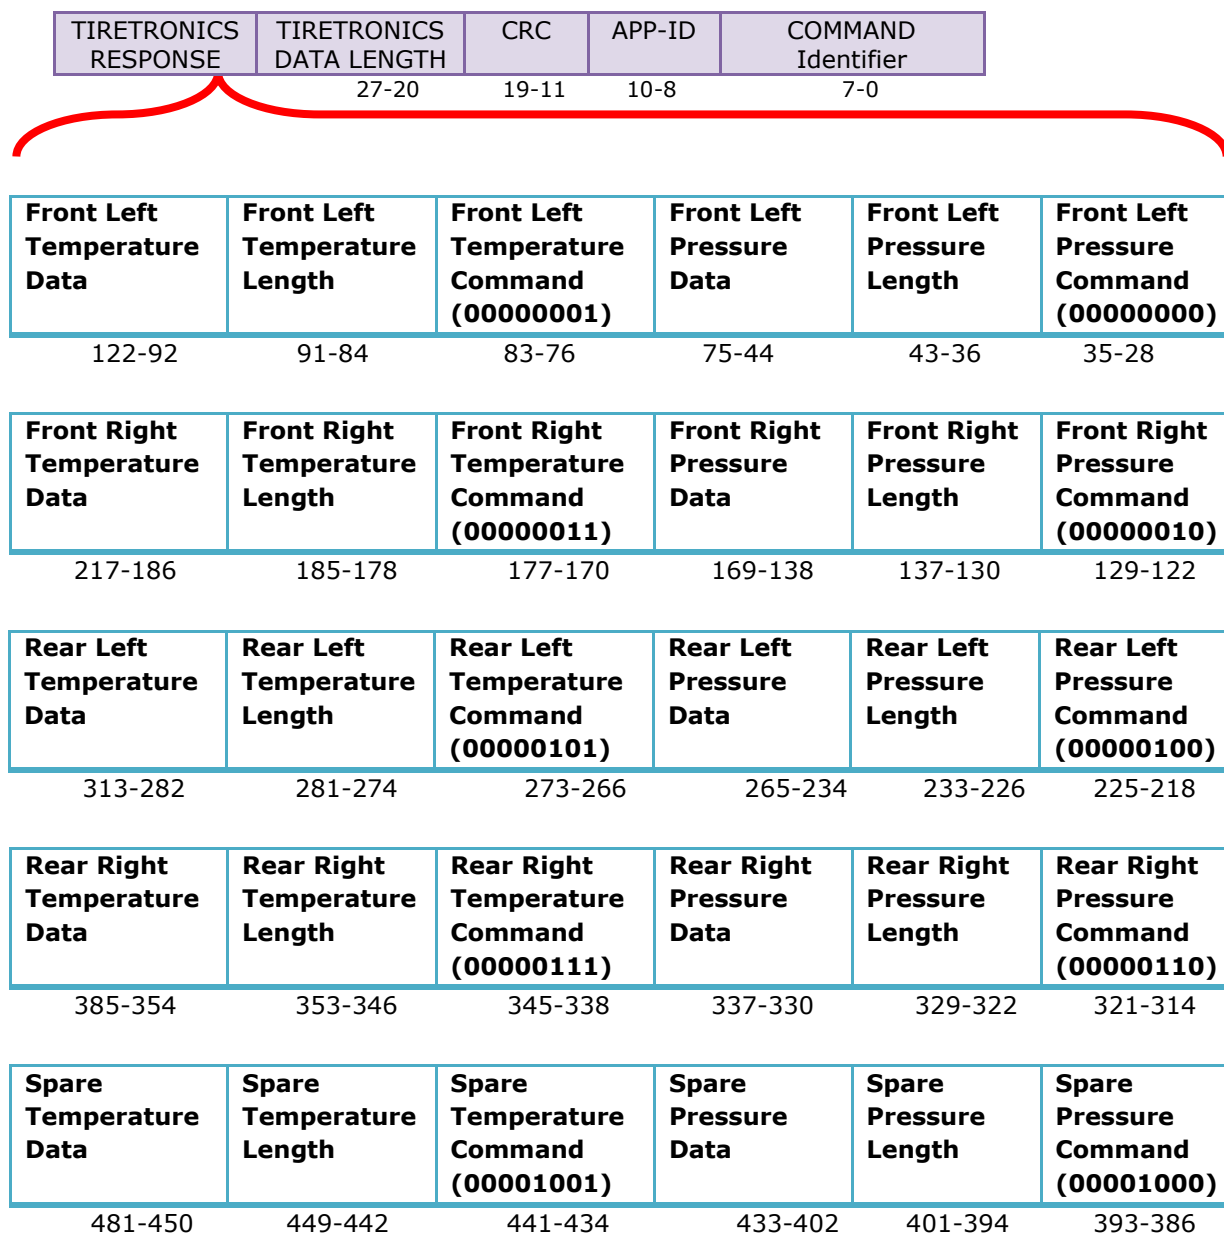 TIRETRONICS RESPONSE TIRETRONICS DATA LENGTH CRC APP-ID COMMAND Identifier
27-20 19-11 10-8 7-0
Front Left Front Left Front Left Front Left Front Left Front Left
Temperature Temperature Temperature Pressure Pressure Pressure
Data Length Command Data Length Command
(00000001) (00000000)
122-92 91-84 83-76 75-44 43-36 35-28
Front Right Front Right Front Right Front Right Front Right Front Right
Temperature Temperature Temperature Pressure Pressure Pressure
Data Length Command Data Length Command
(00000011) (00000010)
217-186 185-178 177-170 169-138 137-130 129-122
Rear Left Rear Left Rear Left Rear Left Rear Left Rear Left
Temperature Temperature Temperature Pressure Pressure Pressure
Data Length Command Data Length Command
(00000101) (00000100)
313-282 281-274 273-266 265-234 233-226 225-218
Rear Right Rear Right Rear Right Rear Right Rear Right Rear Right
Temperature Temperature Temperature Pressure Pressure Pressure
Data Length Command Data Length Command
(00000111) (00000110)
385-354 353-346 345-338 337-330 329-322 321-314
Spare Spare Spare Spare Spare Spare
Temperature Temperature Temperature Pressure Pressure Pressure
Data Length Command Data Length Command
(00001001) (00001000)
481-450 449-442 441-434 433-402 401-394 393-386